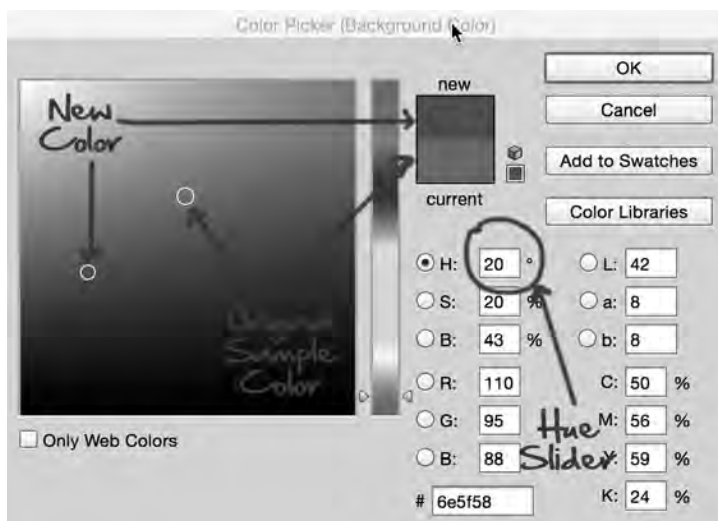 Color Picker (Background Color)
OK
Cancel
Add to Swatches
Color Libraries
new
current
New
Color
Original
Sample
Color
H: 20 °
S: 20 %
B: 43 %
R: 110
G: 95
B: 88
# 6e5f58
L: 42
a: 8
b: 8
C: 50 %
M: 56 %
Y: 59 %
K: 24 %
Hue
Slider
Only Web Colors